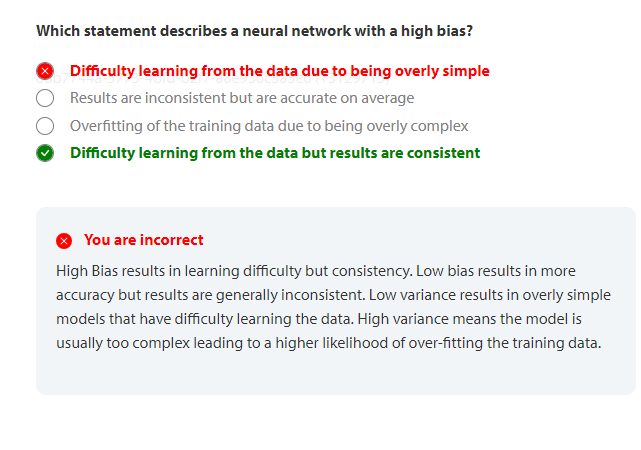 Which statement describes a neural network with a high bias?
Difficulty learning from the data due to being overly simple
Results are inconsistent but are accurate on average
Overfitting of the training data due to being overly complex
Difficulty learning from the data but results are consistent
You are incorrect
High Bias results in learning difficulty but consistency. Low bias results in more
accuracy but results are generally inconsistent. Low variance results in overly simple
models that have difficulty learning the data. High variance means the model is
usually too complex leading to a higher likelihood of over-fitting the training data.